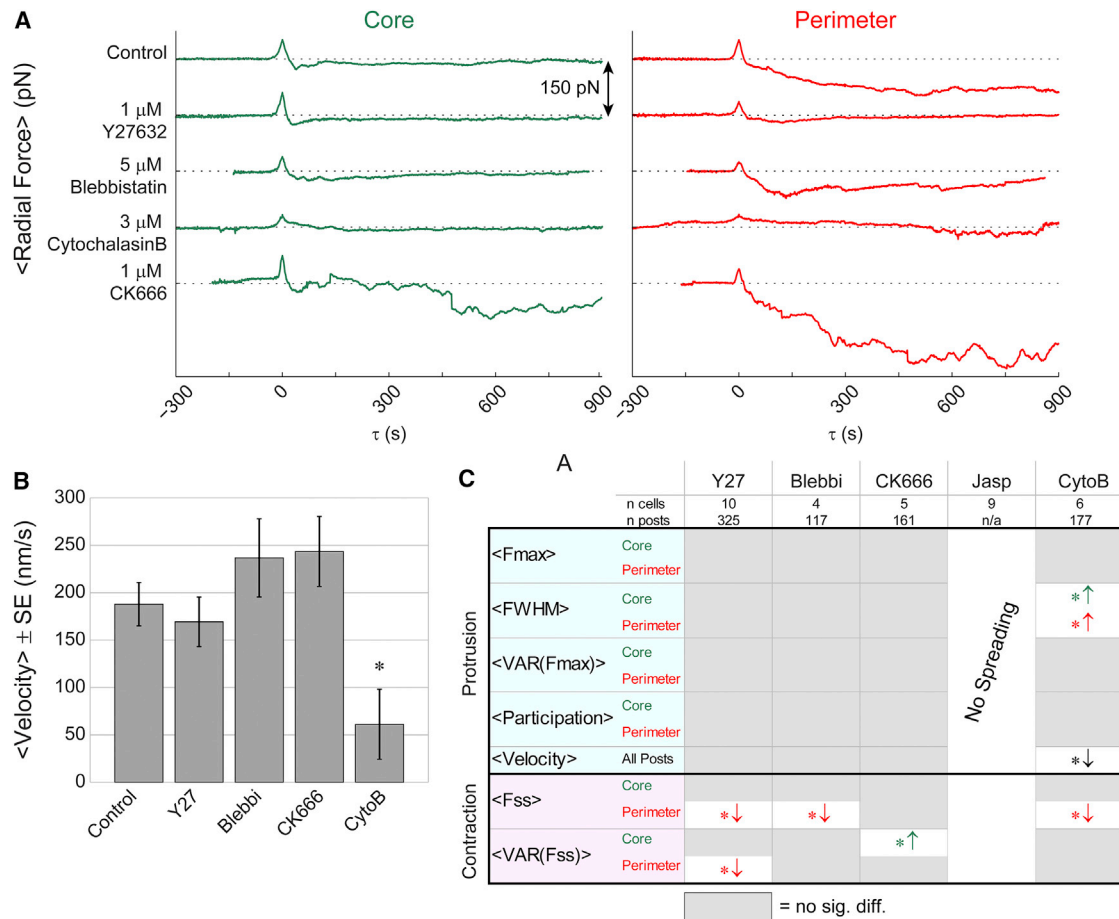 A
Core
Perimeter
<Radial Force> (pN)
Control
1 µM
Y27632
5 µM
Blebbistatin
3 µM
CytochalasinB
1 µM
CK666
150 pN
−300
0
300
600
900
τ (s)
−300
0
300
600
900
τ (s)
B
<Velocity> ± SE (nm/s)
300
250
200
150
100
50
0
*
Control
Y27
Blebbi
CK666
CytoB
A
C
Y27 Blebbi CK666 Jasp CytoB
n cells 10 4 5 9 6
n posts 325 117 161 n/a 177
Protrusion
<Fmax> Core
Perimeter
<FWHM> Core *↑
Perimeter *↑
<VAR(Fmax)> Core
Perimeter
<Participation> Core
Perimeter
<Velocity> All Posts *↓
No Spreading
Contraction
<Fss> Core
Perimeter *↓ *↓ *↓
<VAR(Fss)> Core *↑
Perimeter *↓
= no sig. diff.